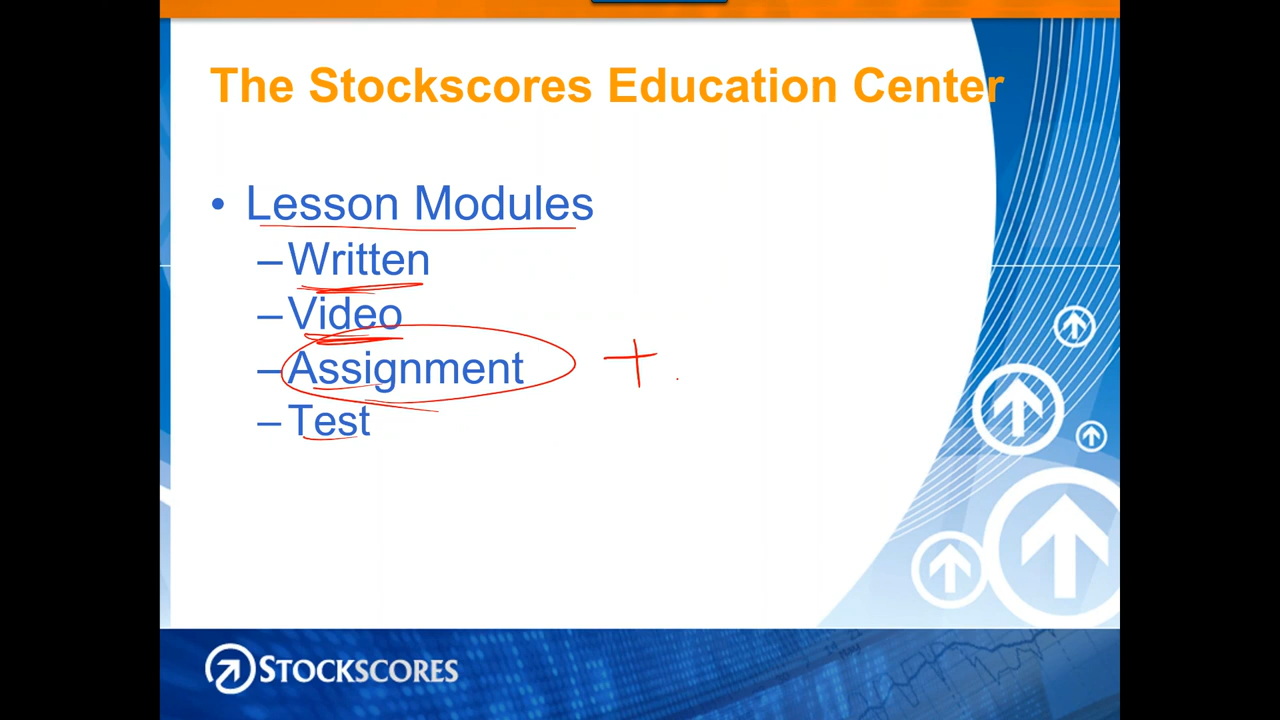 The Stockscores Education Center
• Lesson Modules
–Written
–Video
–Assignment +
–Test
STOCKSCORES